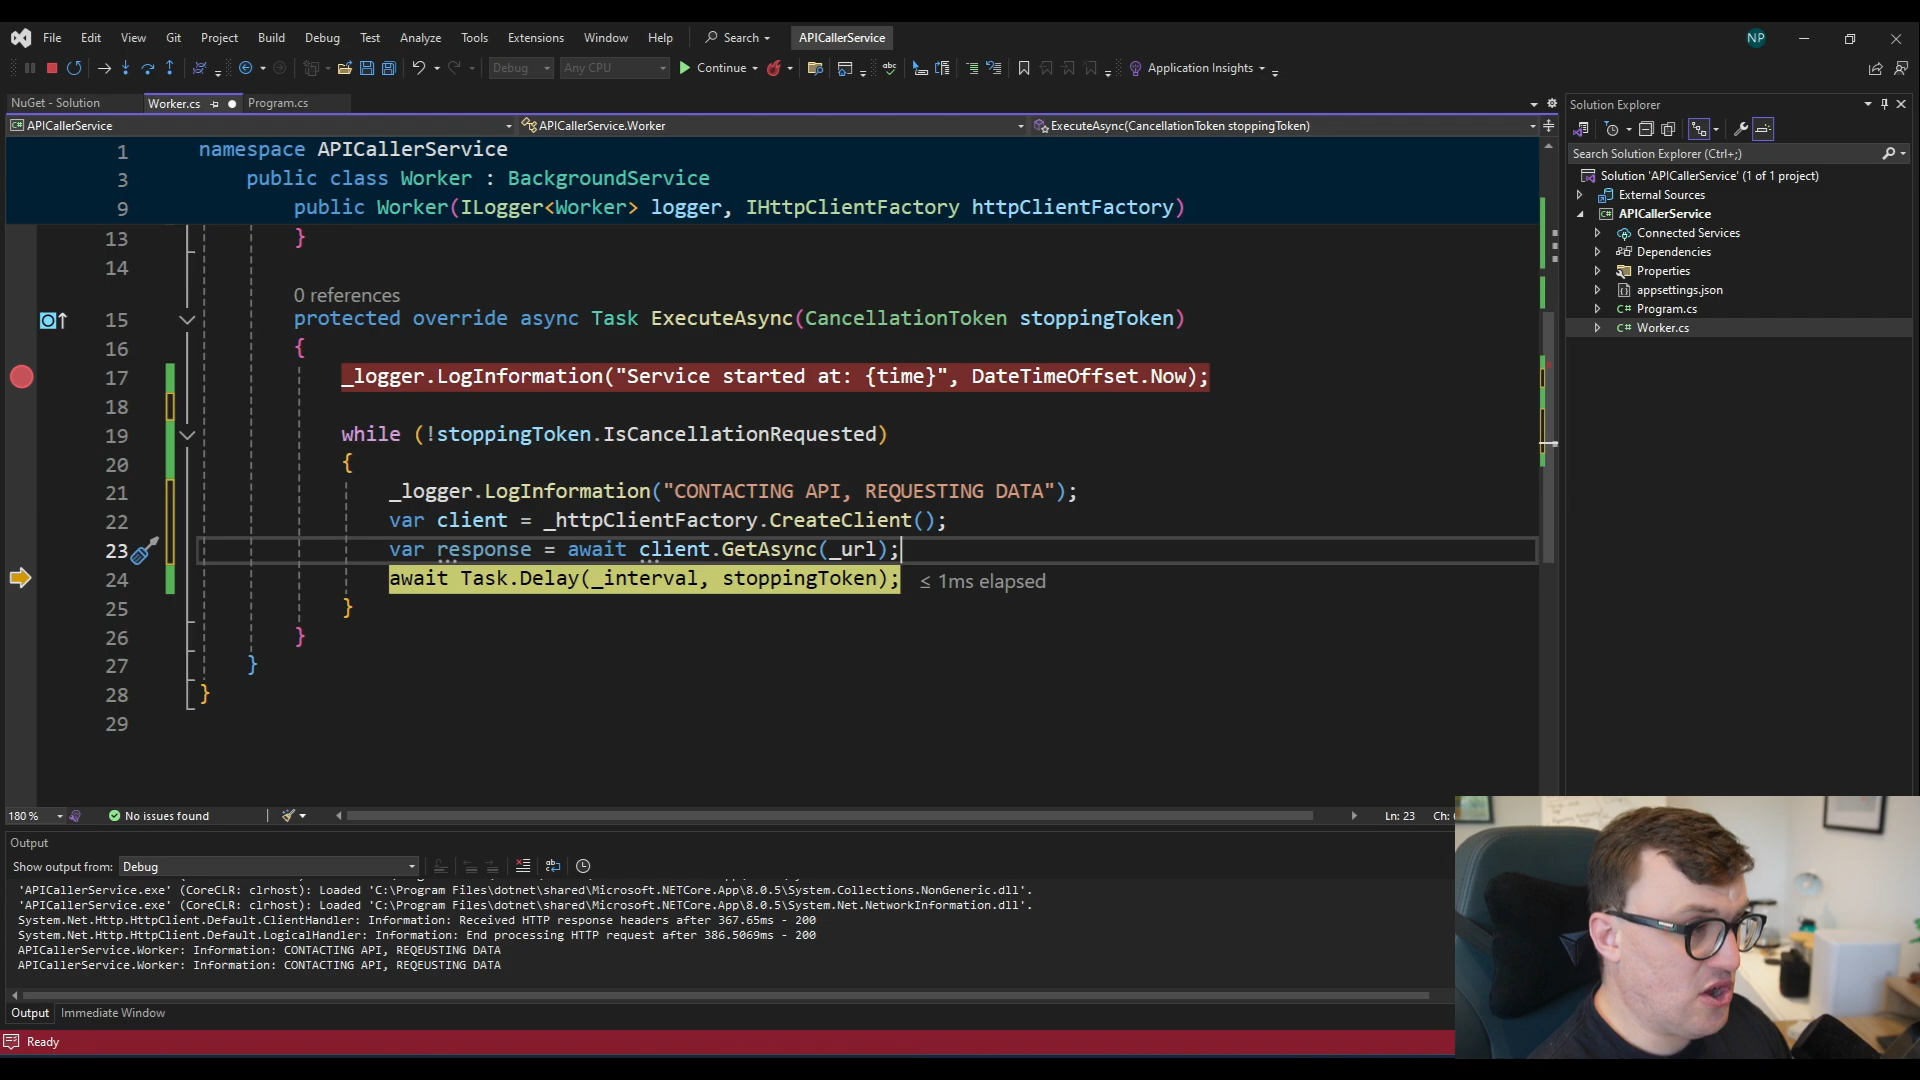 File Edit View Git Project Build Debug Test Analyze Tools Extensions Window Help Search APICallerService NP
Debug Any CPU Continue Application Insights
NuGet - Solution Worker.cs Program.cs
APICallerService APICallerService.Worker ExecuteAsync(CancellationToken stoppingToken)
1 namespace APICallerService
3 public class Worker : BackgroundService
9 public Worker(ILogger<Worker> logger, IHttpClientFactory httpClientFactory)
13 }
14
0 references
15 protected override async Task ExecuteAsync(CancellationToken stoppingToken)
16 {
17 _logger.LogInformation("Service started at: {time}", DateTimeOffset.Now);
18
19 while (!stoppingToken.IsCancellationRequested)
20 {
21 _logger.LogInformation("CONTACTING API, REQUESTING DATA");
22 var client = _httpClientFactory.CreateClient();
23 var response = await client.GetAsync(_url);
24 await Task.Delay(_interval, stoppingToken); ≤ 1ms elapsed
25 }
26 }
27 }
28 }
29
180 % No issues found Ln: 23 Ch:
Output
Show output from: Debug
'APICallerService.exe' (CoreCLR: clrhost): Loaded 'C:\Program Files\dotnet\shared\Microsoft.NETCore.App\8.0.5\System.Collections.NonGeneric.dll'.
'APICallerService.exe' (CoreCLR: clrhost): Loaded 'C:\Program Files\dotnet\shared\Microsoft.NETCore.App\8.0.5\System.Net.NetworkInformation.dll'.
System.Net.Http.HttpClient.Default.ClientHandler: Information: Received HTTP response headers after 367.65ms - 200
System.Net.Http.HttpClient.Default.LogicalHandler: Information: End processing HTTP request after 386.5069ms - 200
APICallerService.Worker: Information: CONTACTING API, REQEUSTING DATA
APICallerService.Worker: Information: CONTACTING API, REQEUSTING DATA
Output Immediate Window
Ready
Solution Explorer
Search Solution Explorer (Ctrl+;)
Solution 'APICallerService' (1 of 1 project)
External Sources
APICallerService
Connected Services
Dependencies
Properties
appsettings.json
C# Program.cs
C# Worker.cs